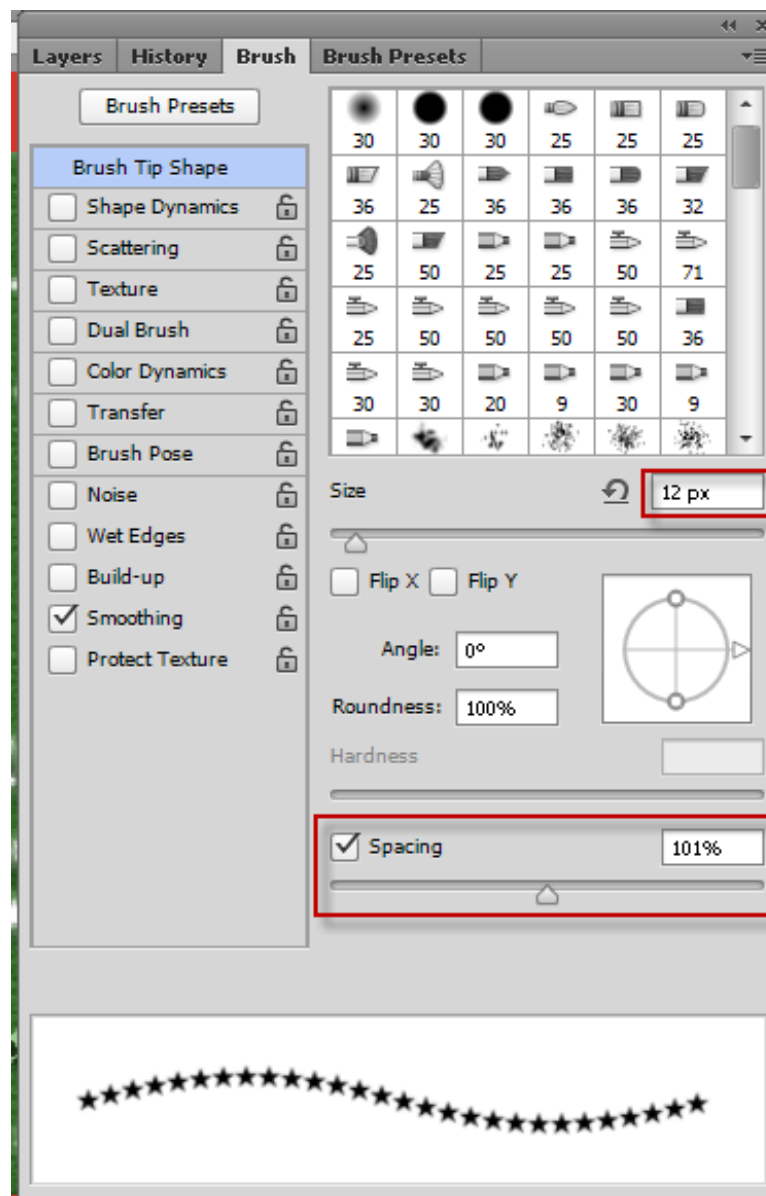 Layers History Brush Brush Presets
Brush Presets
Brush Tip Shape
Shape Dynamics
Scattering
Texture
Dual Brush
Color Dynamics
Transfer
Brush Pose
Noise
Wet Edges
Build-up
Smoothing
Protect Texture
30 30 30 25 25 25
36 25 36 36 36 32
25 50 25 25 50 71
25 50 50 50 50 36
30 30 20 9 30 9
Size 12 px
Flip X Flip Y
Angle: 0°
Roundness: 100%
Hardness
Spacing 101%